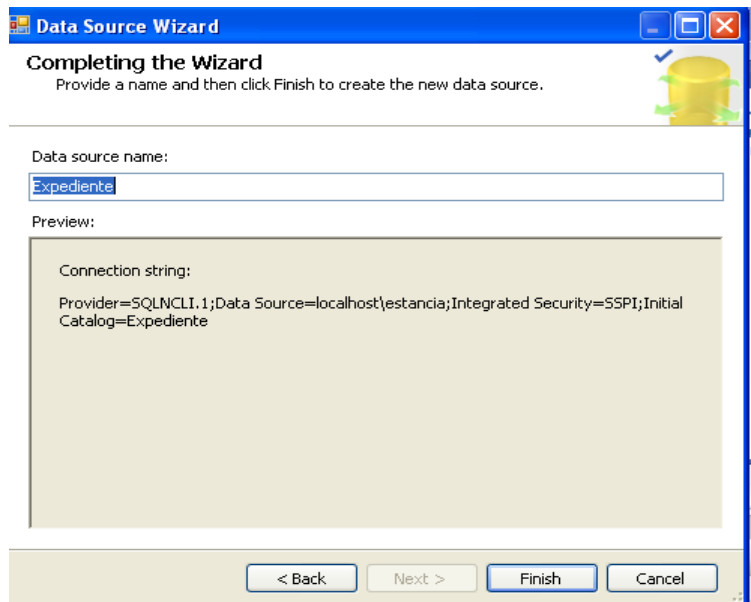 Data Source Wizard
Completing the Wizard
Provide a name and then click Finish to create the new data source.
Data source name:
Expediente
Preview:
Connection string:
Provider=SQLNCLI.1;Data Source=localhost\estancia;Integrated Security=SSPI;Initial
Catalog=Expediente
< Back Next > Finish Cancel